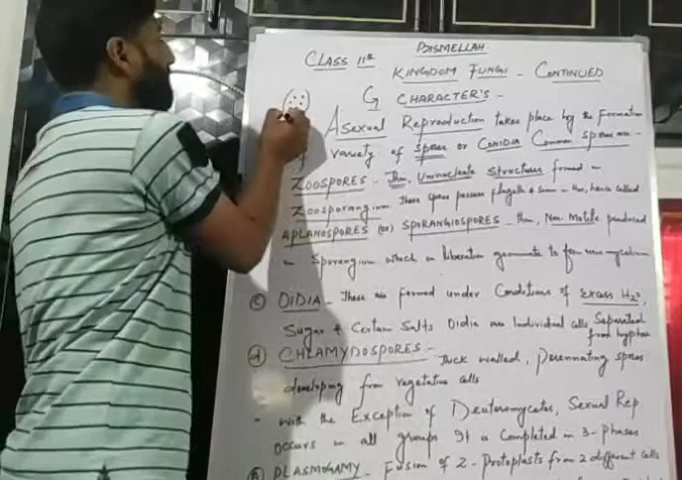 BISMELLAH
CLASS 11th
KINGDOM FUNGI - CONTINUED
CHARACTER'S -
Asexual Reproduction takes place by the Formation
of variety of Spores or CONIDIA Common spores are -
ZOOSPORES - Thin, Uninucleate structures formed in
Zoosporangium These spores possess flagella & swim in thin, hence called
APLANOSPORES (or) SPORANGIOSPORES - thin, Non-Motile produced
in Sporangium which on liberation germinate to form new mycelium
(c) OIDIA - These are formed under Conditions of Excess H2O,
Sugar & Certain Salts Oidia are Individual cells Separated
from hyphae
(d) CHLAMYDOSPORES - Thick walled, Perennating spores
developing from vegetative cells
- with the Exception of Deuteromycetes, Sexual Rep
occurs in all groups It is Completed in 3-Phases
PLASMOGAMY - Fusion of 2-Protoplasts from 2 different cells